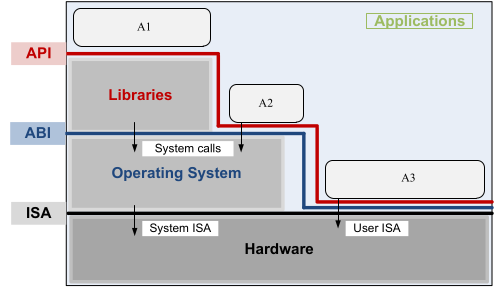 A1
Applications
API
Libraries
A2
ABI
System calls
Operating System
A3
ISA
System ISA
User ISA
Hardware